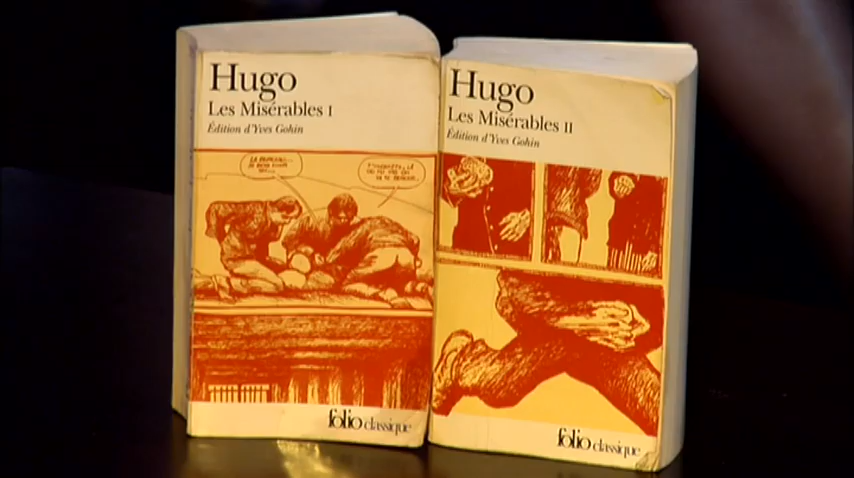 Hugo
Les Misérables I
Édition d'Yves Gohin
folio classique
Hugo
Les Misérables II
Édition d'Yves Gohin
folio classique